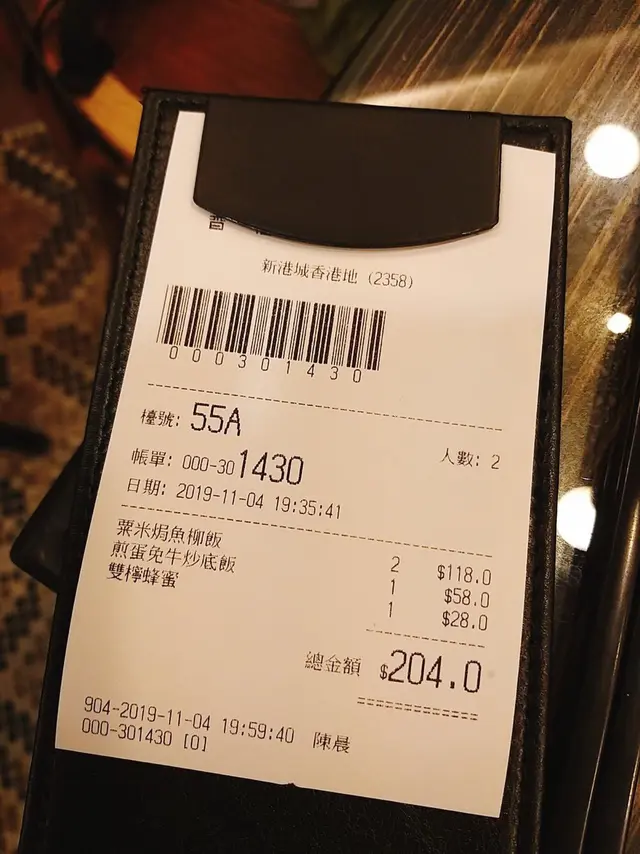 新港城香港地 (2358)
000301430
檯號: 55A 人數: 2
帳單: 000-301430
日期: 2019-11-04 19:35:41
粟米焗魚柳飯 2 $118.0
煎蛋免牛炒底飯 1 $58.0
雙檸蜂蜜 1 $28.0
總金額 $204.0
904-2019-11-04 19:59:40 陳晨
000-301430 [0]